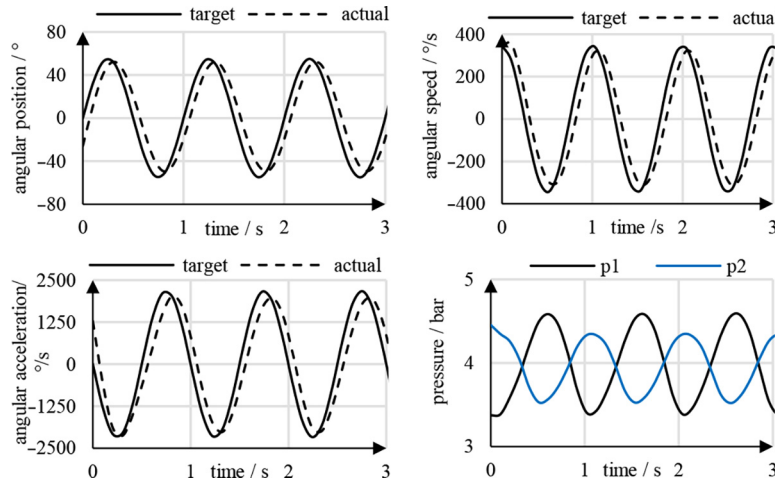 target actual
80
40
0
–40
–80
angular position / °
0 1 2 3
time / s
target actual
400
200
0
–200
–400
angular speed / °/s
0 1 2 3
time / s
target actual
2500
1250
0
–1250
–2500
angular acceleration/
°/s
0 1 2 3
time / s
p1 p2
5
4
3
pressure / bar
0 1 2 3
time / s